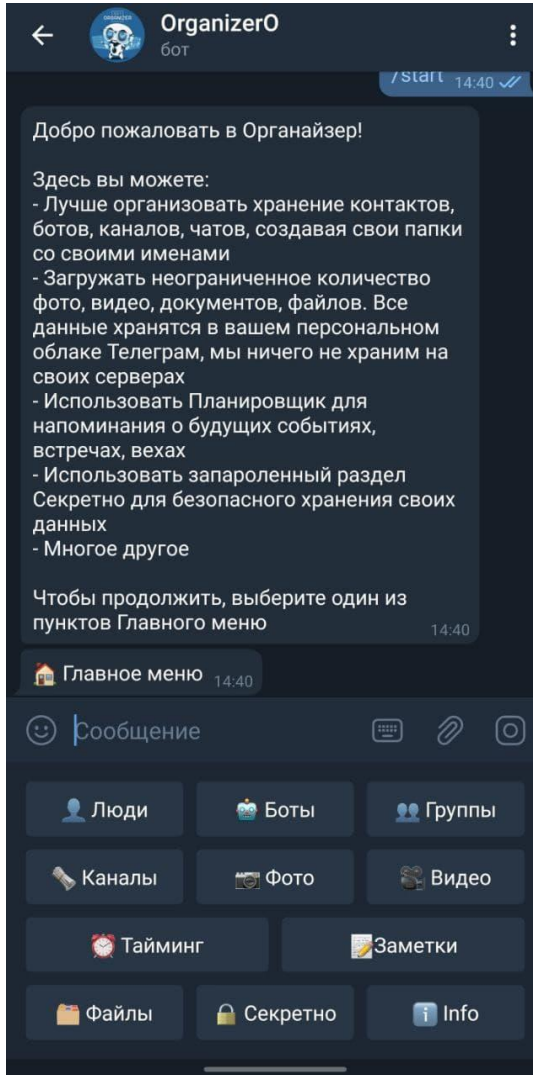 OrganizerO
бот
/start 14:40
Добро пожаловать в Органайзер!
Здесь вы можете:
- Лучше организовать хранение контактов,
ботов, каналов, чатов, создавая свои папки
со своими именами
- Загружать неограниченное количество
фото, видео, документов, файлов. Все
данные хранятся в вашем персональном
облаке Телеграм, мы ничего не храним на
своих серверах
- Использовать Планировщик для
напоминания о будущих событиях,
встречах, вехах
- Использовать запароленный раздел
Секретно для безопасного хранения своих
данных
- Многое другое
Чтобы продолжить, выберите один из
пунктов Главного меню 14:40
Главное меню 14:40
Сообщение
Люди Боты Группы
Каналы Фото Видео
Тайминг Заметки
Файлы Секретно Info